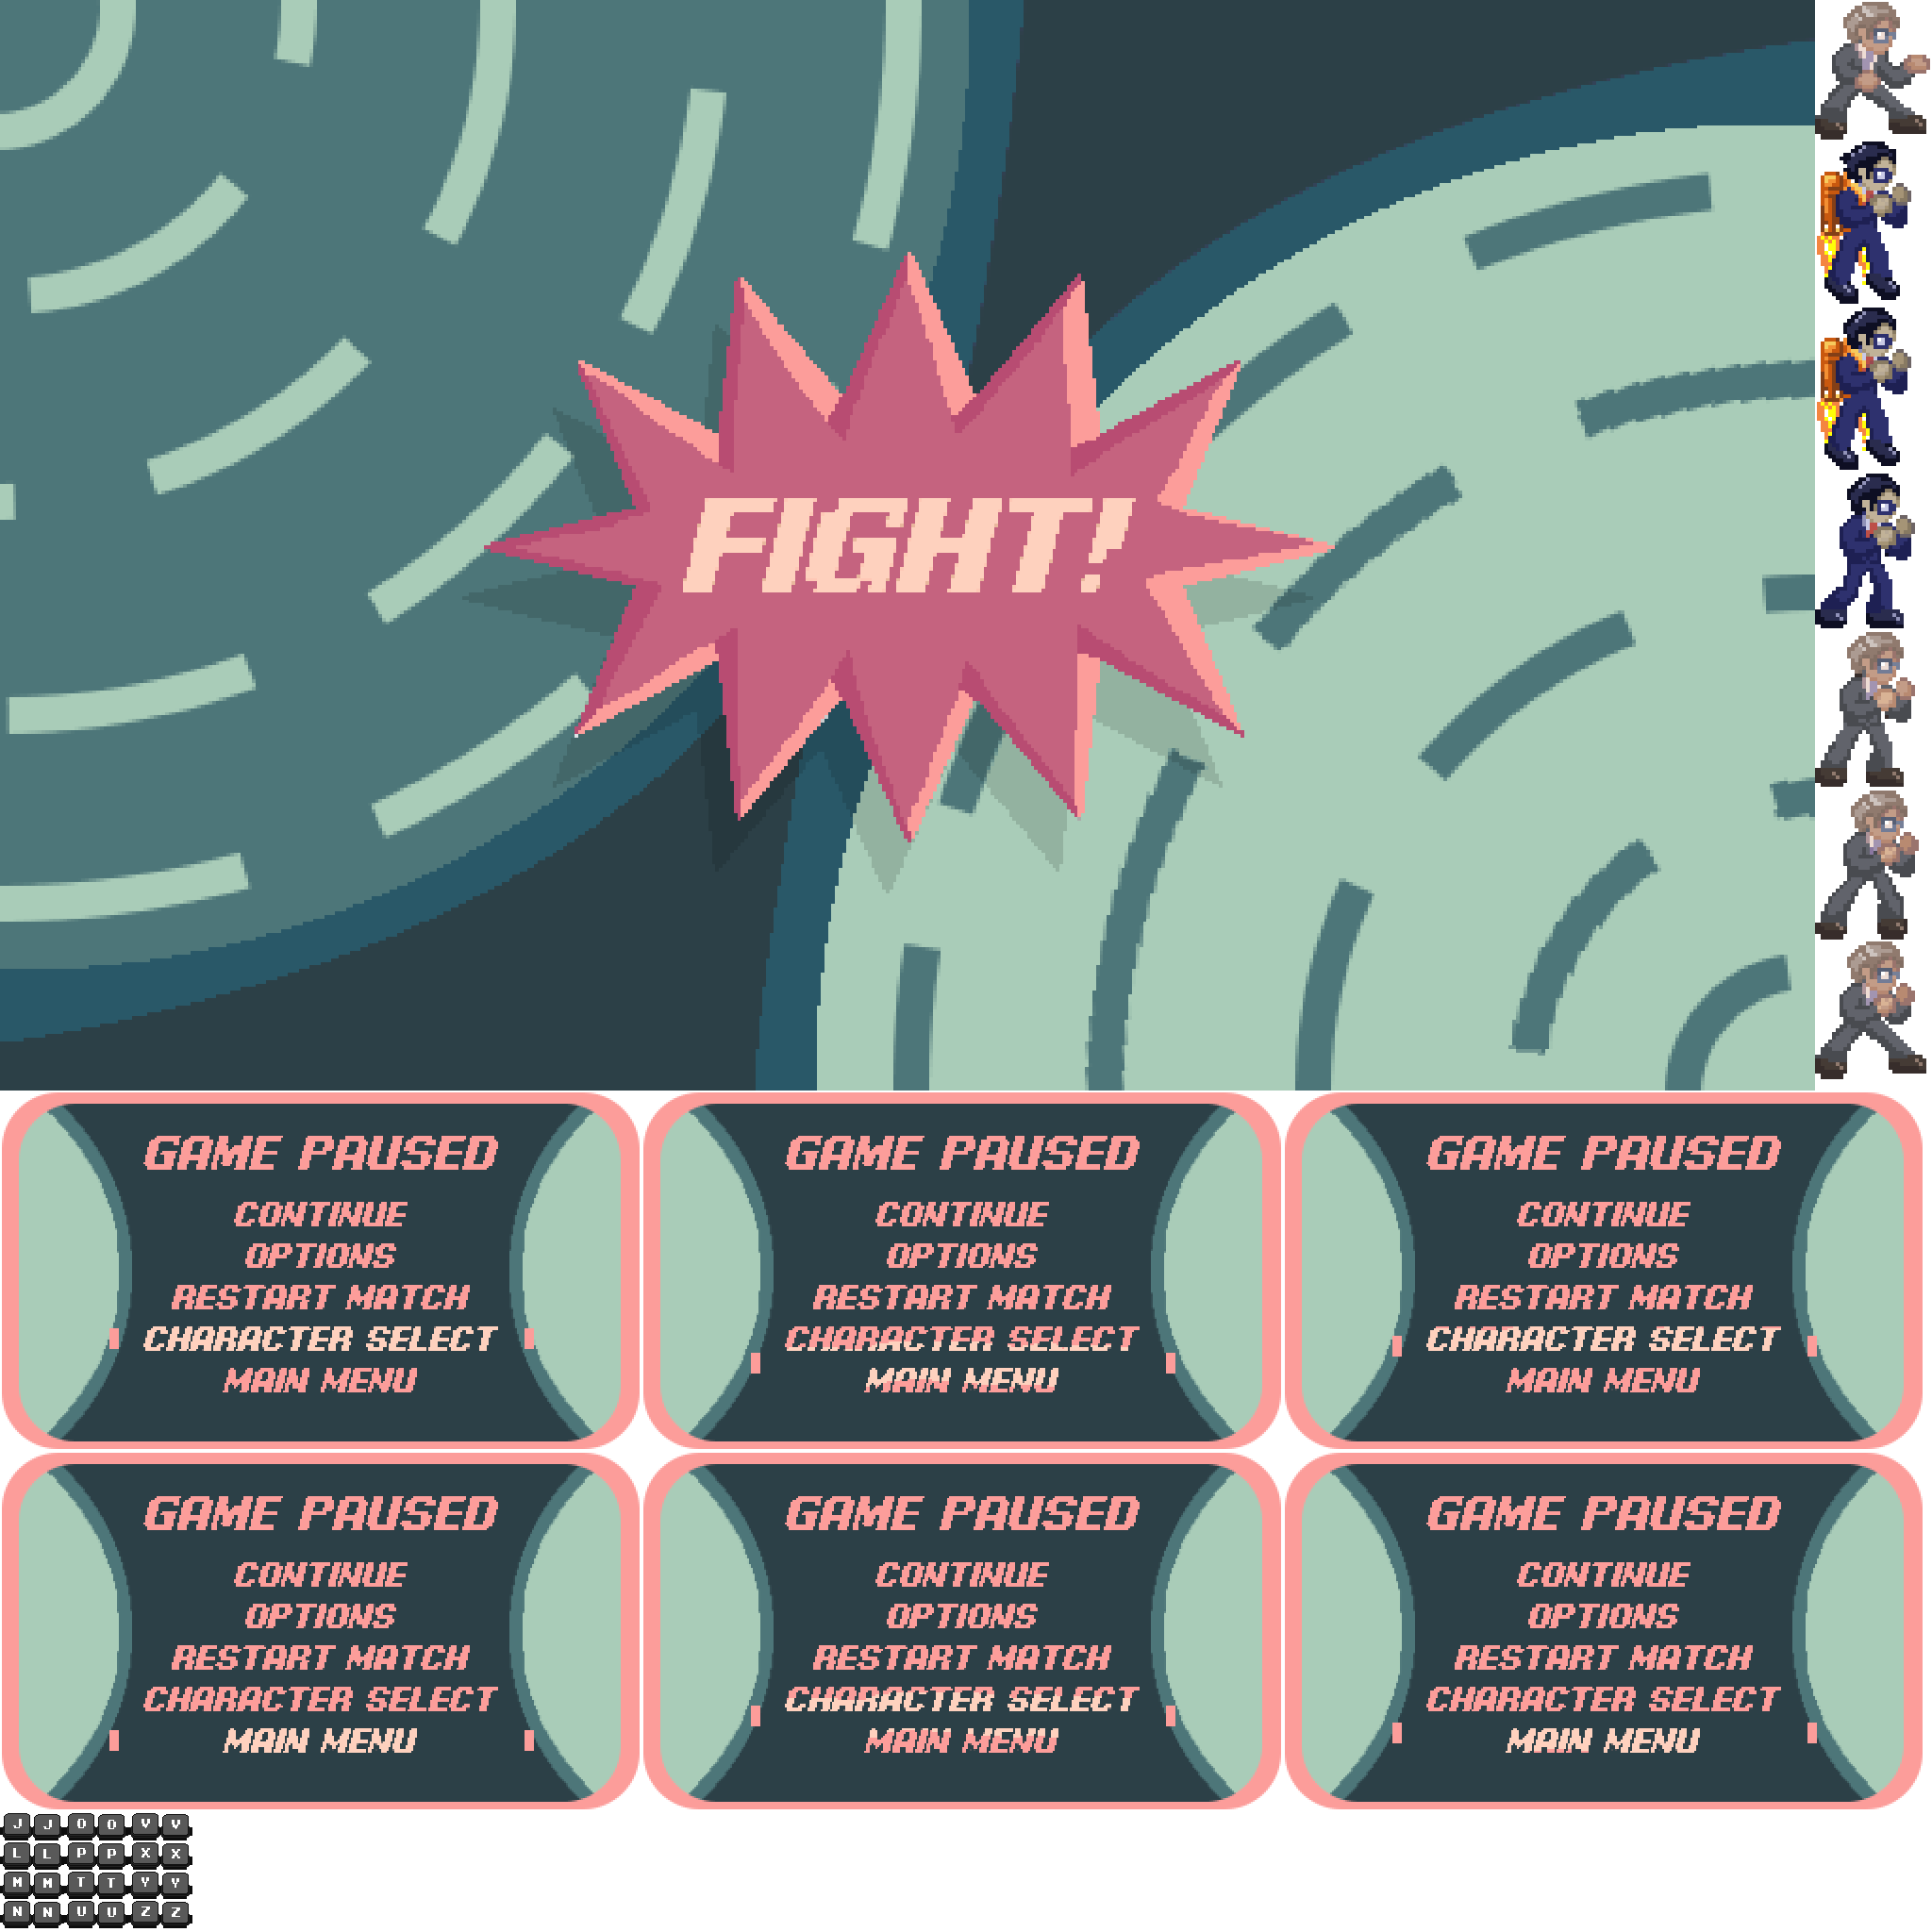 FIGHT!
GAME PAUSED
CONTINUE
OPTIONS
RESTART MATCH
CHARACTER SELECT
MAIN MENU
GAME PAUSED
CONTINUE
OPTIONS
RESTART MATCH
CHARACTER SELECT
MAIN MENU
GAME PAUSED
CONTINUE
OPTIONS
RESTART MATCH
CHARACTER SELECT
MAIN MENU
GAME PAUSED
CONTINUE
OPTIONS
RESTART MATCH
CHARACTER SELECT
MAIN MENU
GAME PAUSED
CONTINUE
OPTIONS
RESTART MATCH
CHARACTER SELECT
MAIN MENU
GAME PAUSED
CONTINUE
OPTIONS
RESTART MATCH
CHARACTER SELECT
MAIN MENU
J J O O V V
L L P P X X
M M T T Y Y
N N U U Z Z